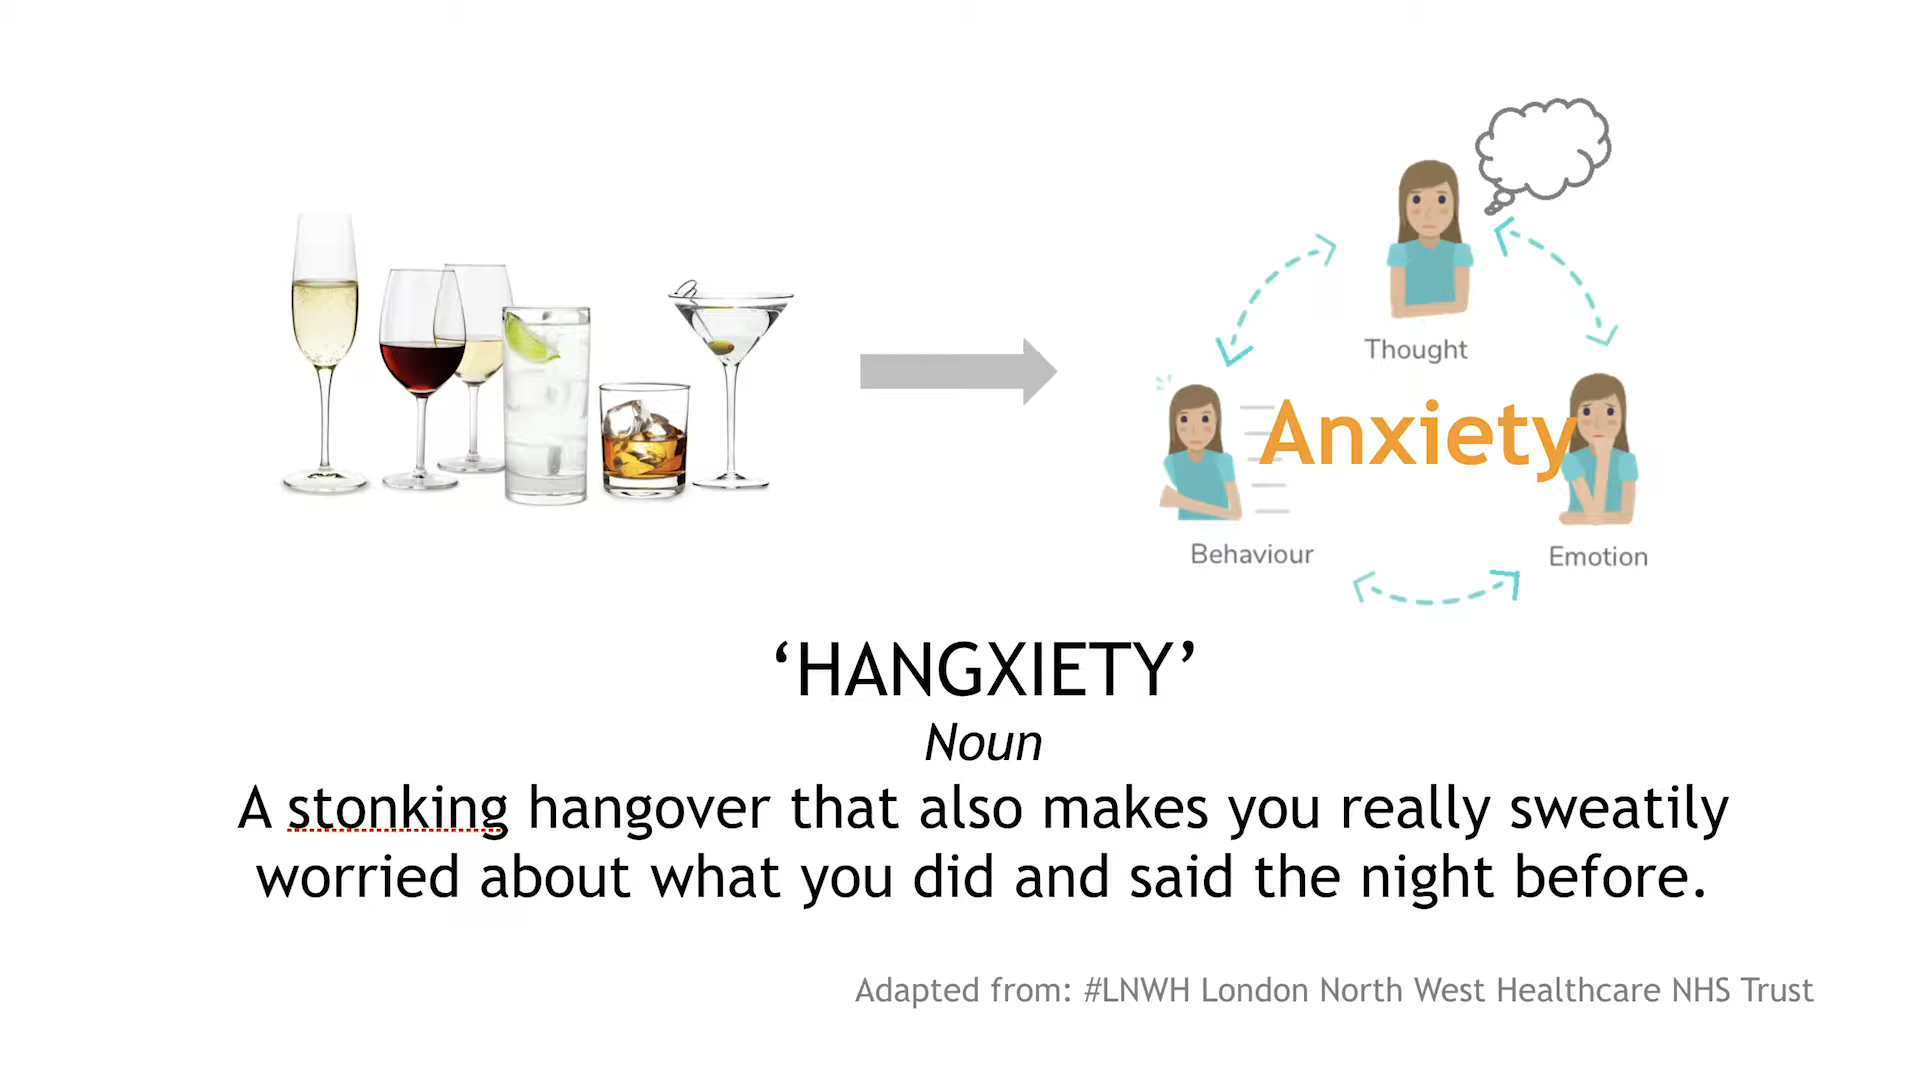 Thought
Anxiety
Behaviour
Emotion
‘HANGXIETY’
Noun
A stonking hangover that also makes you really sweatily
worried about what you did and said the night before.
Adapted from: #LNWH London North West Healthcare NHS Trust